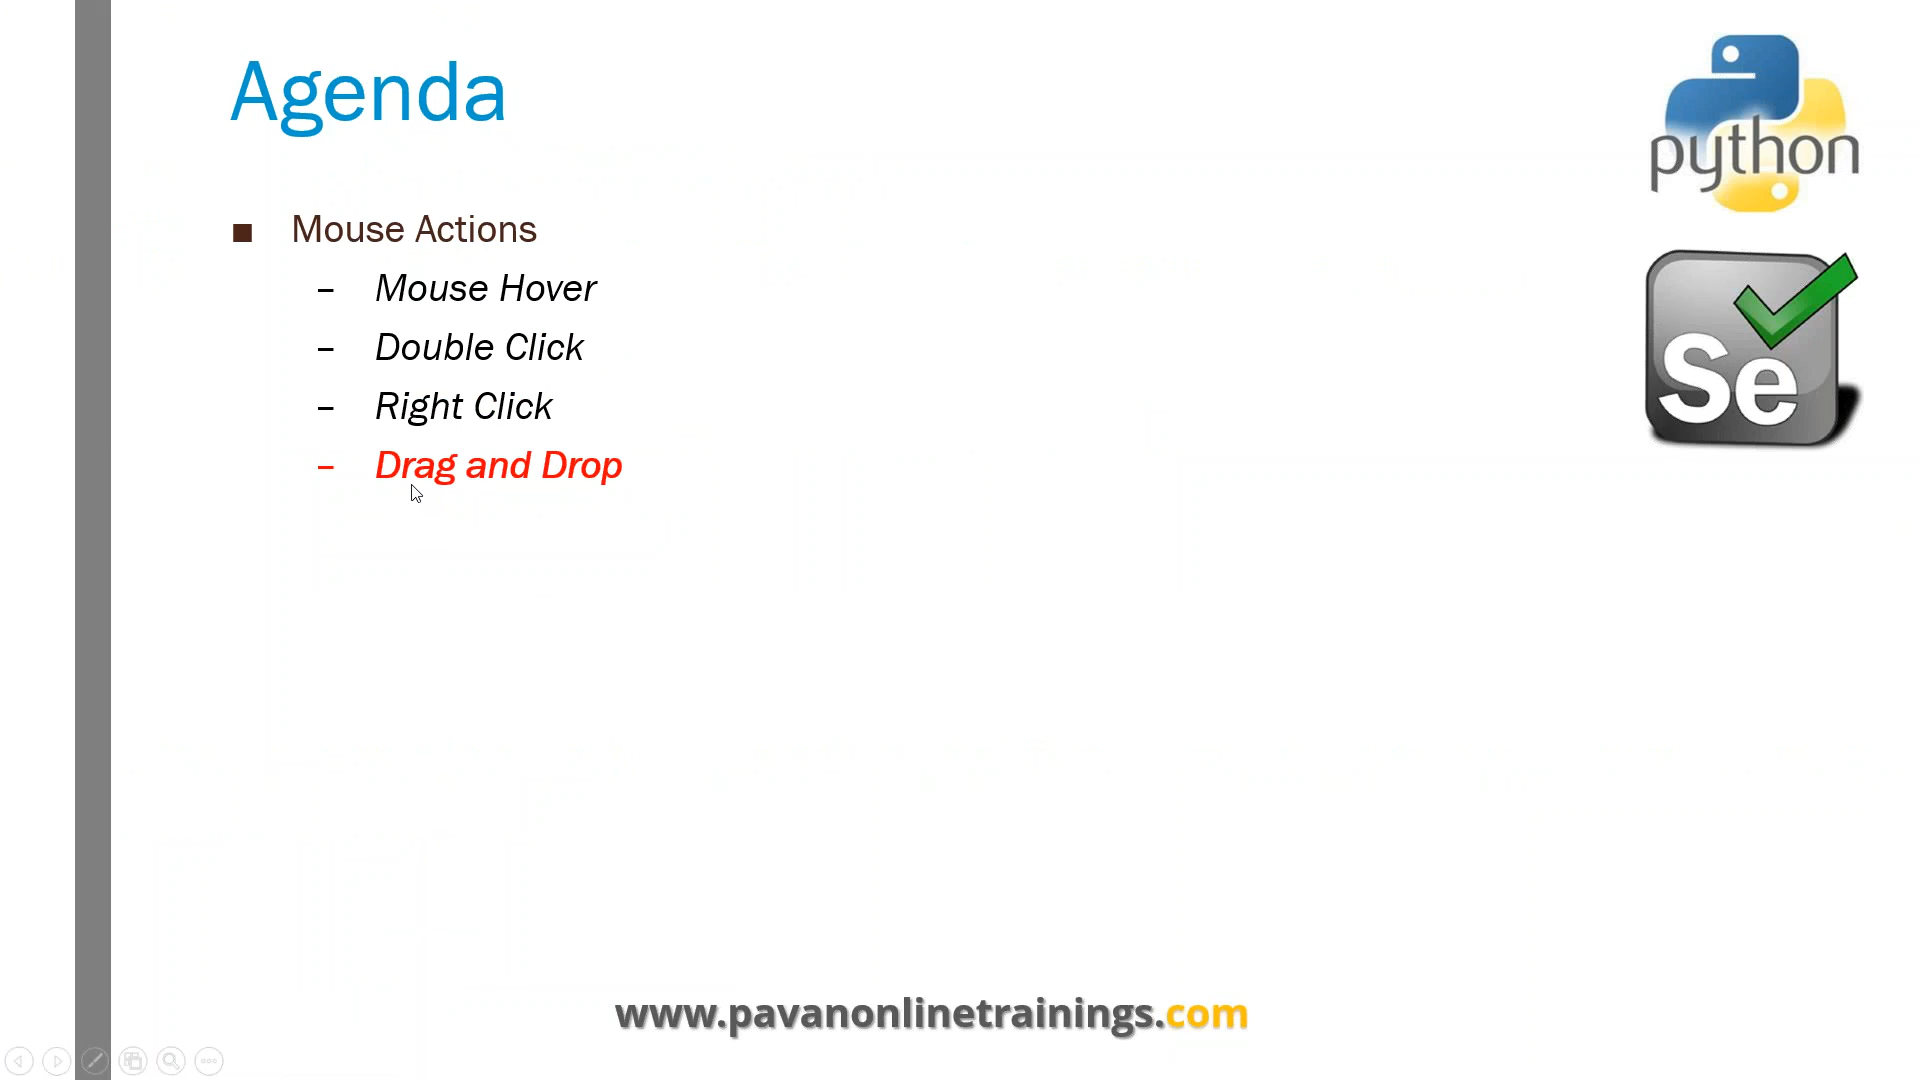 Agenda
python
■ Mouse Actions
– Mouse Hover
– Double Click
– Right Click
– Drag and Drop
Se
www.pavanonlinetrainings.com